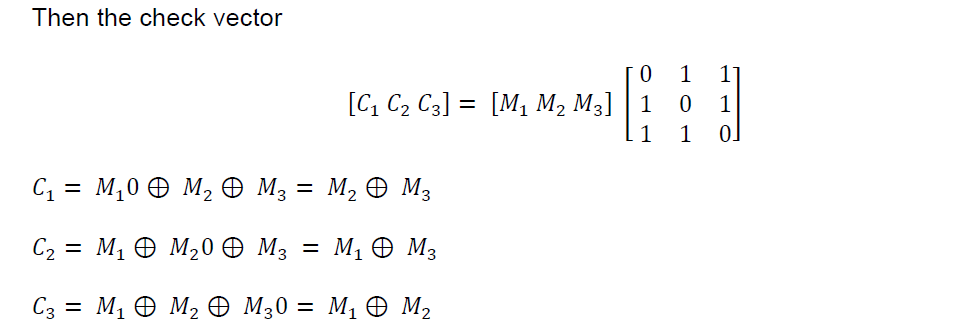 Then the check vector
[C₁ C₂ C₃] = [M₁ M₂ M₃] [0 1 1
1 0 1
1 1 0]
C₁ = M₁0 ⊕ M₂ ⊕ M₃ = M₂ ⊕ M₃
C₂ = M₁ ⊕ M₂0 ⊕ M₃ = M₁ ⊕ M₃
C₃ = M₁ ⊕ M₂ ⊕ M₃0 = M₁ ⊕ M₂